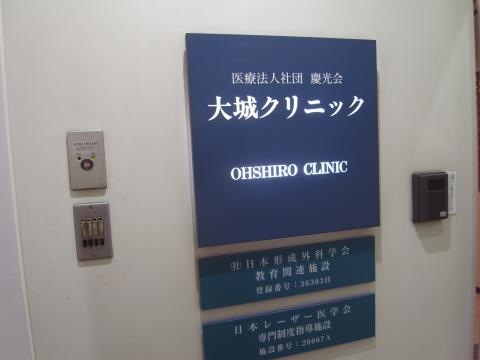 医療法人社団 慶光会
大城クリニック
OHSHIRO CLINIC
㈳日本形成外科学会
教育関連施設
登録番号：36303H
日本レーザー医学会
専門制度指導施設
施設番号：20007A